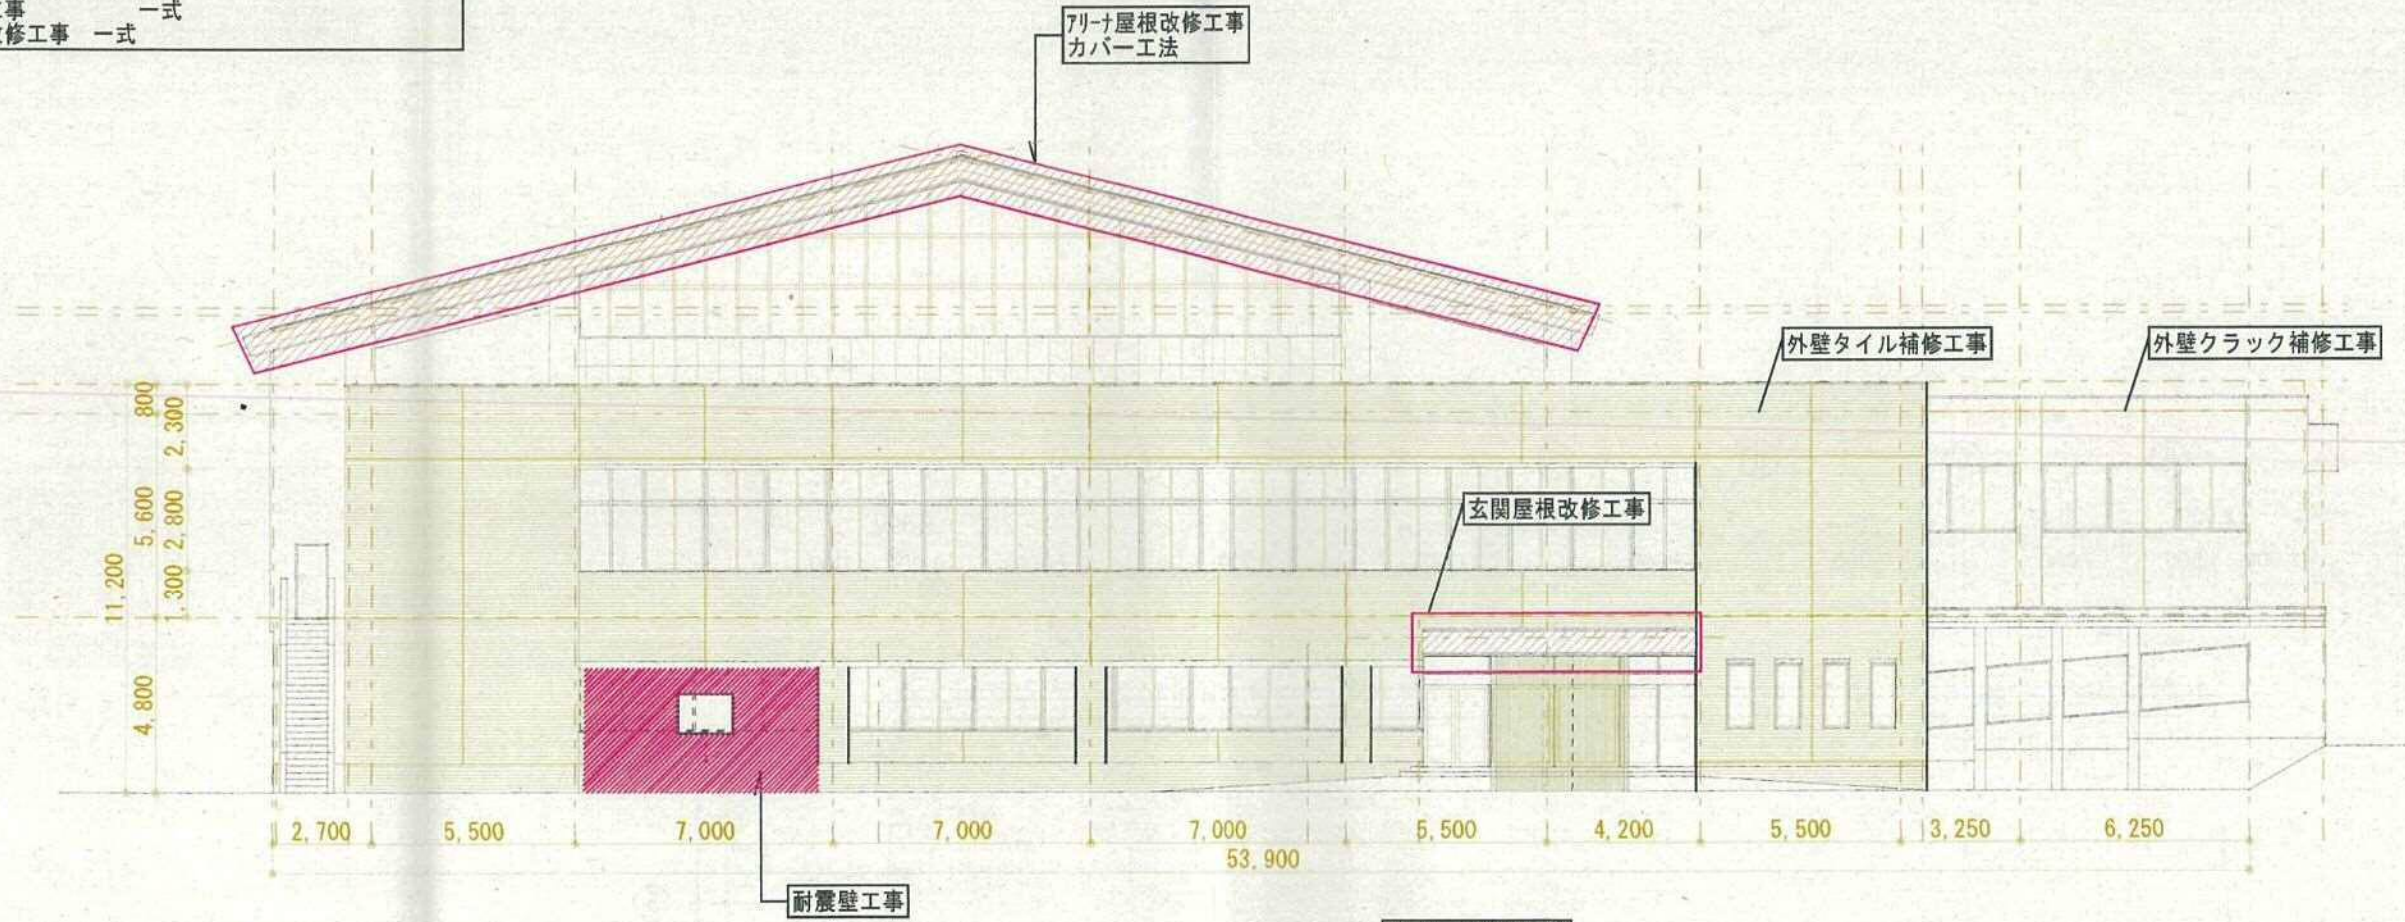 事 一式
修工事 一式
アリーナ屋根改修工事
カバー工法
外壁タイル補修工事
外壁クラック補修工事
玄関屋根改修工事
800
2,300
5,600
2,800
11,200
1,300
4,800
2,700 5,500 7,000 7,000 7,000 5,500 4,200 5,500 3,250 6,250
53,900
耐震壁工事